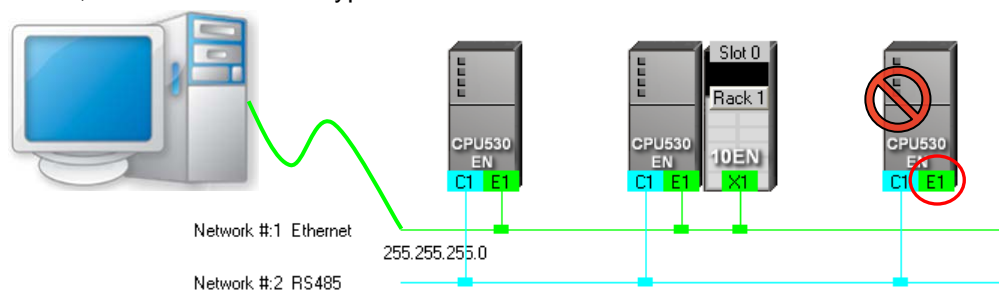 Slot 0
Rack 1
CPU530
EN
C1 E1
CPU530
EN
C1 E1
10EN
X1
CPU530
EN
C1 E1
Network #:1 Ethernet
255.255.255.0
Network #:2 RS485